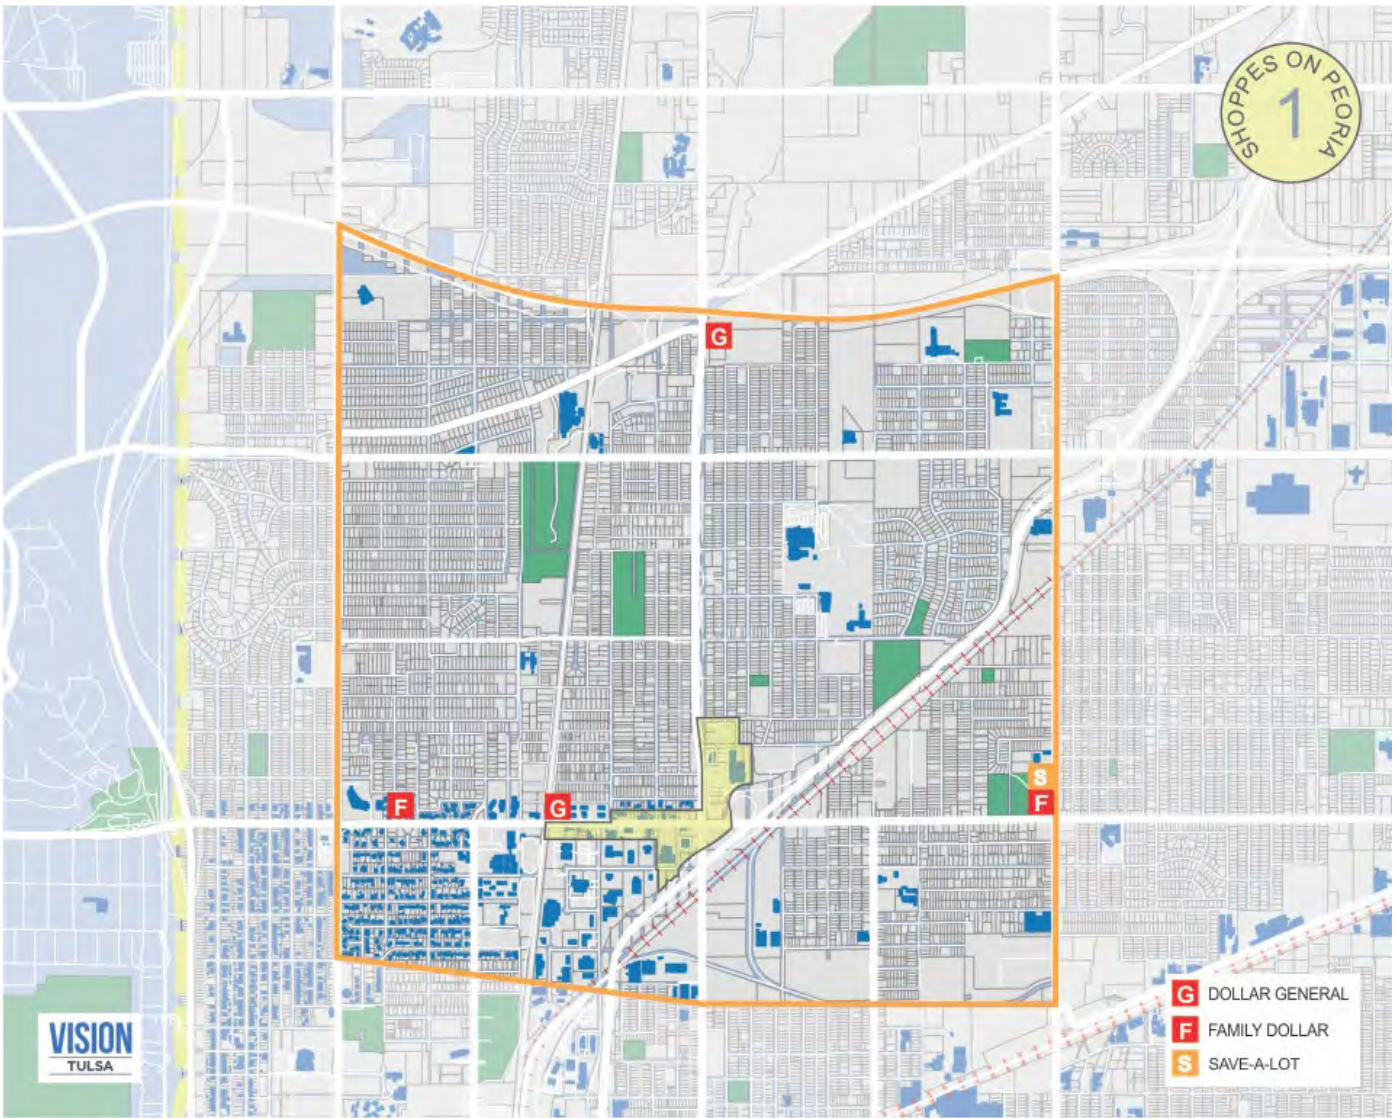 SHOPPES ON PEORIA
1
G
F
G
S
F
G DOLLAR GENERAL
F FAMILY DOLLAR
S SAVE-A-LOT
VISION
TULSA